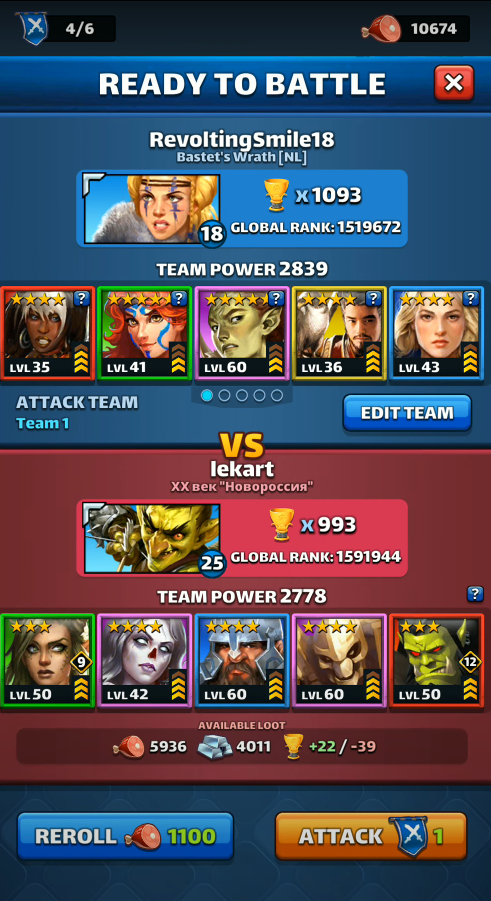 4/6
10674
READY TO BATTLE
RevoltingSmile18
Bastet's Wrath [NL]
18
x 1093
GLOBAL RANK: 1519672
TEAM POWER 2839
? ? ? ? ?
LVL 35 LVL 41 LVL 60 LVL 36 LVL 43
ATTACK TEAM
Team 1
EDIT TEAM
VS
lekart
XX век "Новороссия"
25
x 993
GLOBAL RANK: 1591944
TEAM POWER 2778
?
9 12
LVL 50 LVL 42 LVL 60 LVL 60 LVL 50
AVAILABLE LOOT
5936 4011 +22 / -39
REROLL 1100
ATTACK 1